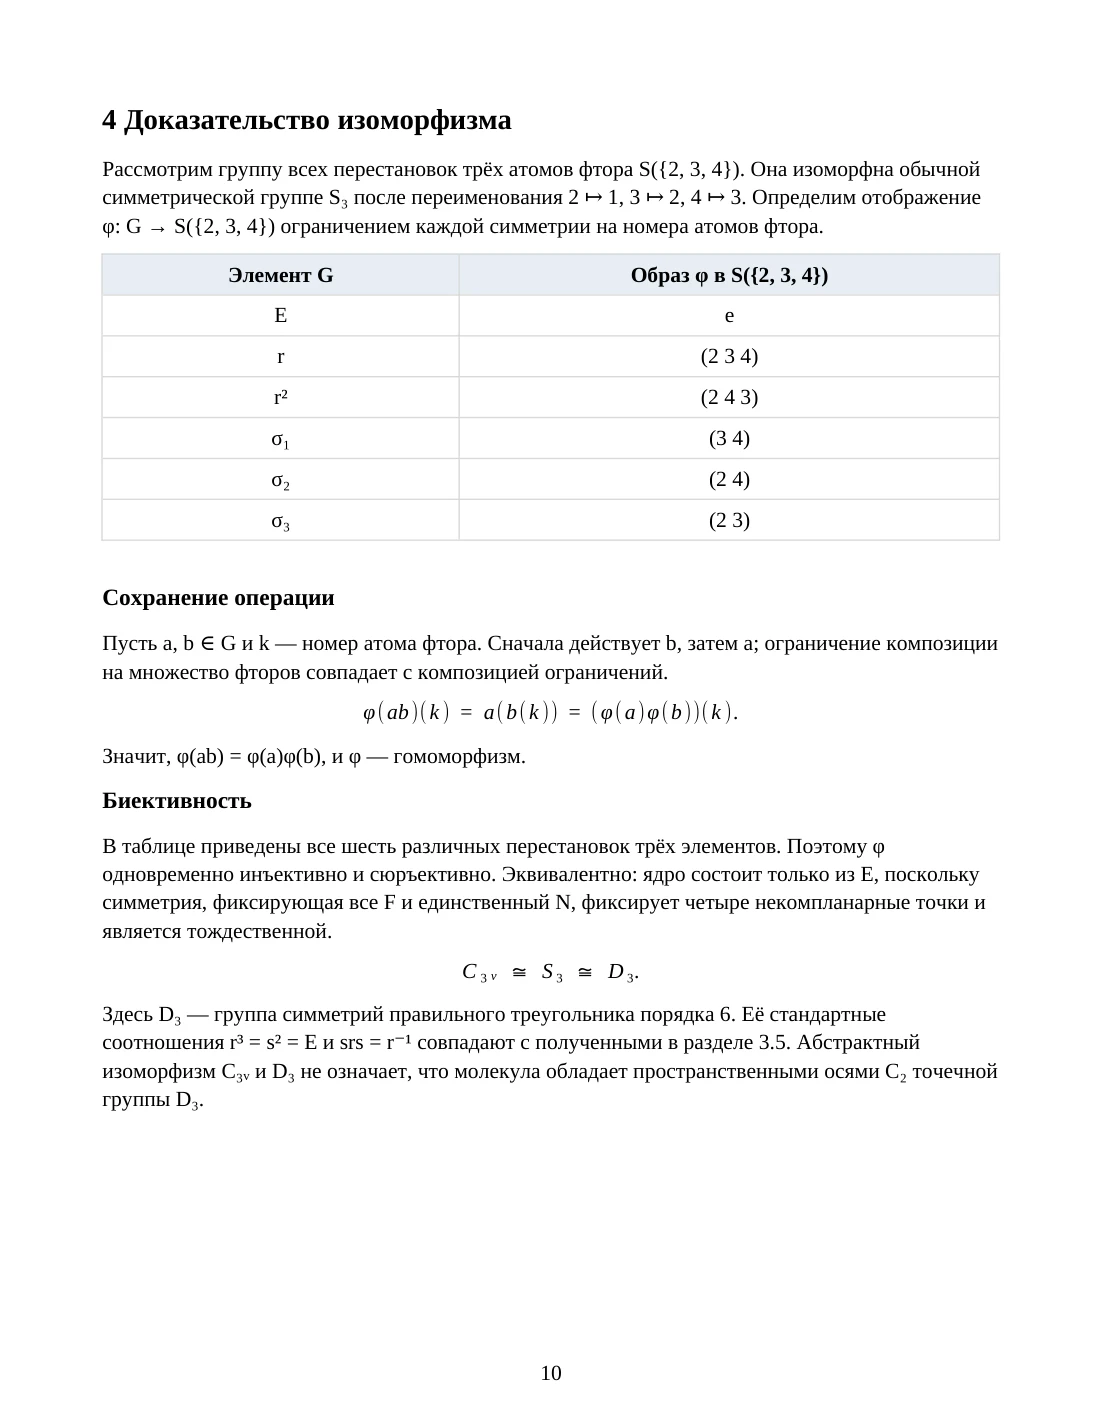 4 Доказательство изоморфизма
Рассмотрим группу всех перестановок трёх атомов фтора S({2, 3, 4}). Она изоморфна обычной
симметрической группе S₃ после переименования 2 ↦ 1, 3 ↦ 2, 4 ↦ 3. Определим отображение
φ: G → S({2, 3, 4}) ограничением каждой симметрии на номера атомов фтора.
Элемент G Образ φ в S({2, 3, 4})
E e
r (2 3 4)
r² (2 4 3)
σ₁ (3 4)
σ₂ (2 4)
σ₃ (2 3)
Сохранение операции
Пусть a, b ∈ G и k — номер атома фтора. Сначала действует b, затем a; ограничение композиции
на множество фторов совпадает с композицией ограничений.
φ(ab)(k) = a(b(k)) = (φ(a)φ(b))(k).
Значит, φ(ab) = φ(a)φ(b), и φ — гомоморфизм.
Биективность
В таблице приведены все шесть различных перестановок трёх элементов. Поэтому φ
одновременно инъективно и сюръективно. Эквивалентно: ядро состоит только из E, поскольку
симметрия, фиксирующая все F и единственный N, фиксирует четыре некомпланарные точки и
является тождественной.
C₃ᵥ ≅ S₃ ≅ D₃.
Здесь D₃ — группа симметрий правильного треугольника порядка 6. Её стандартные
соотношения r³ = s² = E и srs = r⁻¹ совпадают с полученными в разделе 3.5. Абстрактный
изоморфизм C₃ᵥ и D₃ не означает, что молекула обладает пространственными осями C₂ точечной
группы D₃.
10